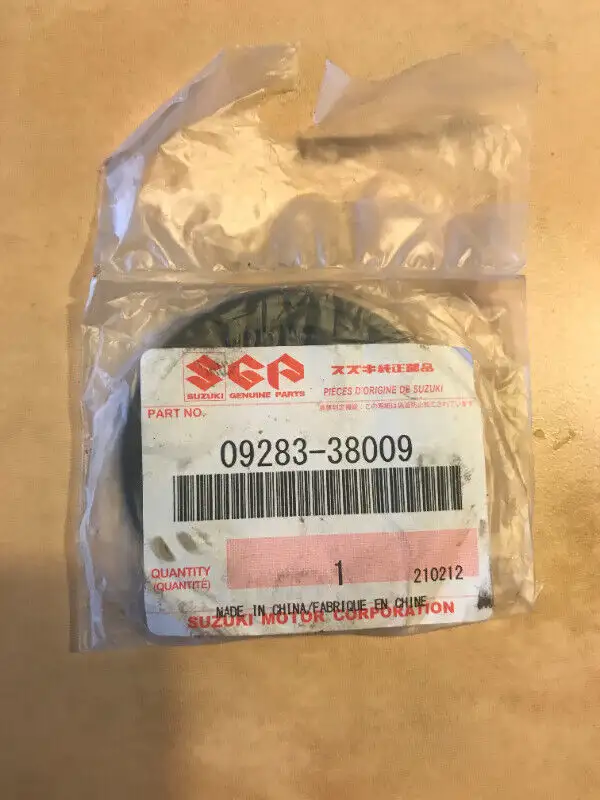 SGP スズキ純正部品
SUZUKI GENUINE PARTS PIÈCES D'ORIGINE DE SUZUKI
PART NO.
09283-38009
QUANTITY
(QUANTITÉ)
1 210212
MADE IN CHINA/FABRIQUE EN CHINE
SUZUKI MOTOR CORPORATION